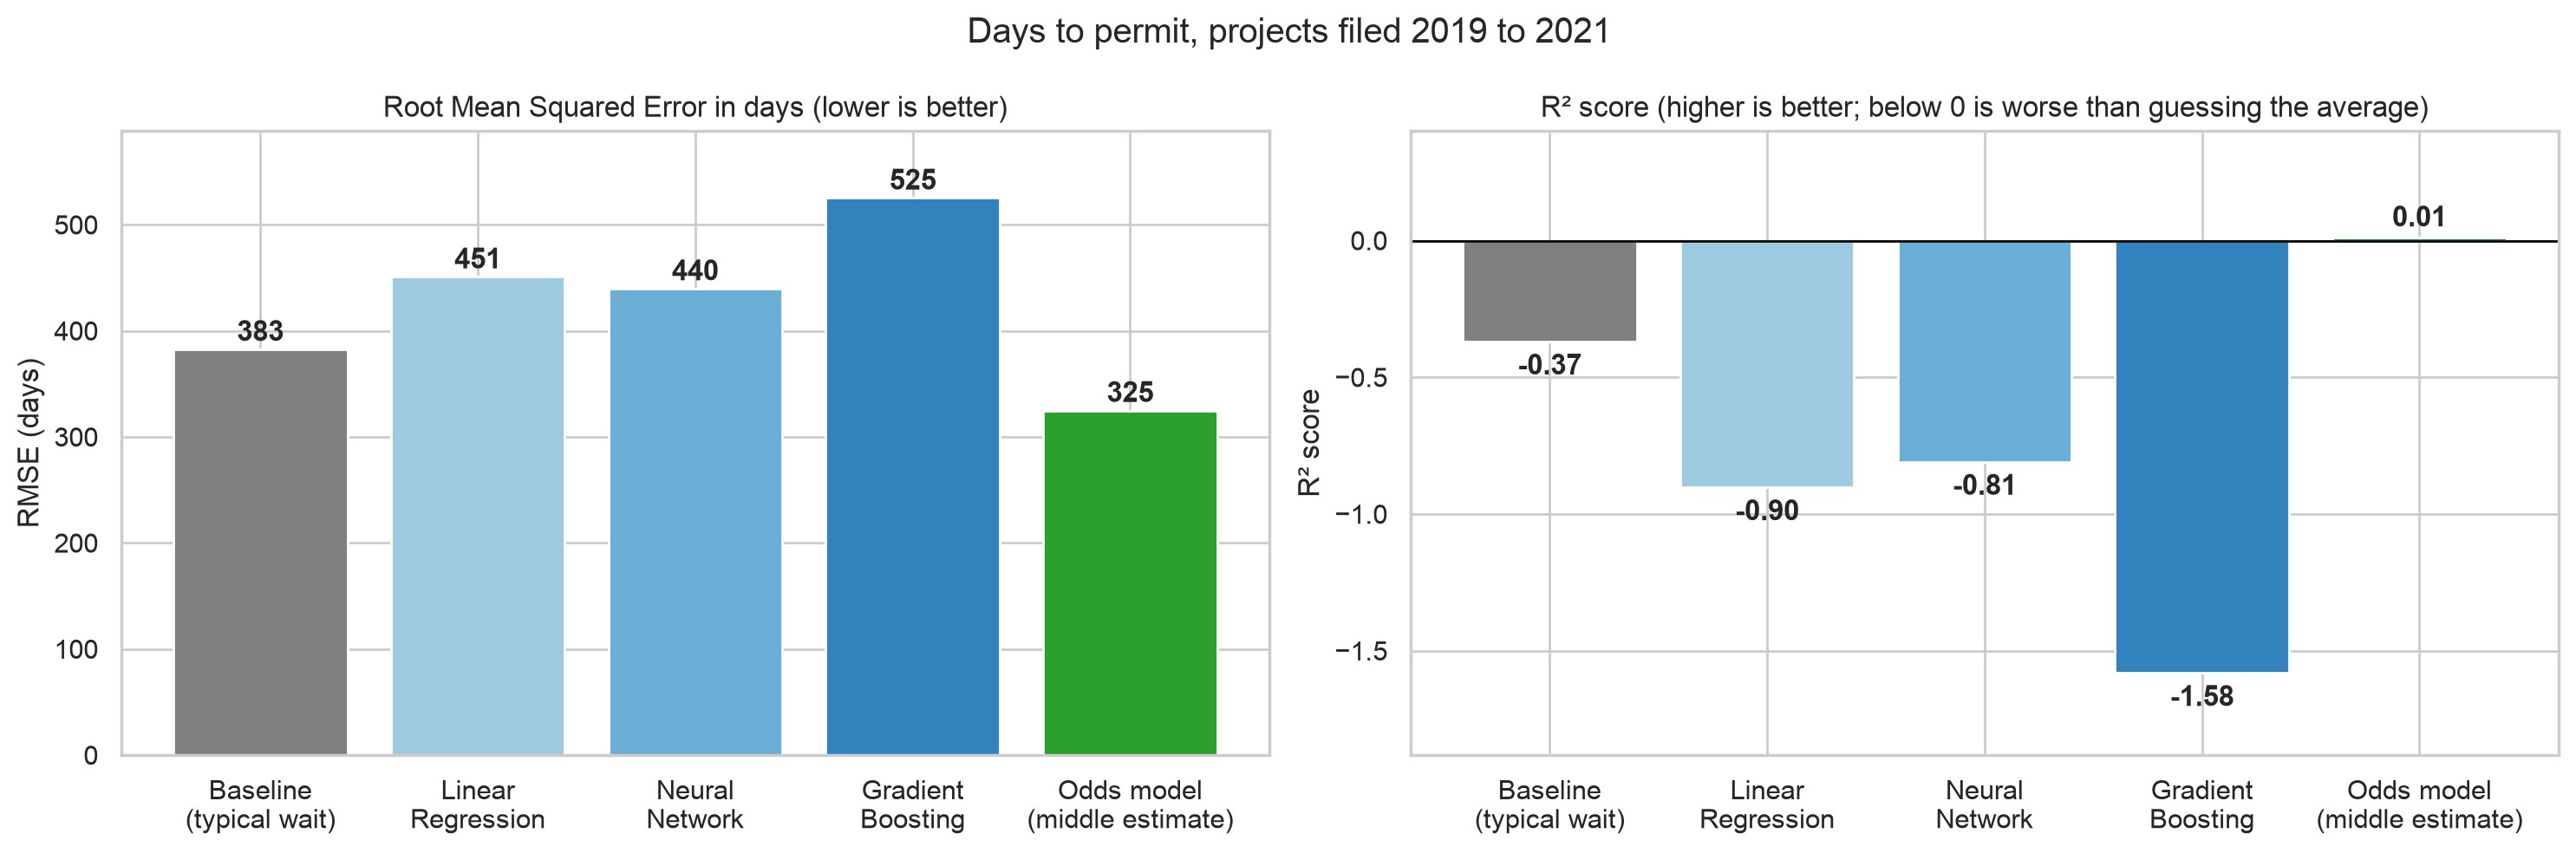 Days to permit, projects filed 2019 to 2021
Root Mean Squared Error in days (lower is better)
RMSE (days)
500
400
300
200
100
0
383
451
440
525
325
Baseline
(typical wait)
Linear
Regression
Neural
Network
Gradient
Boosting
Odds model
(middle estimate)
R² score (higher is better; below 0 is worse than guessing the average)
R² score
0.0
−0.5
−1.0
−1.5
-0.37
-0.90
-0.81
-1.58
0.01
Baseline
(typical wait)
Linear
Regression
Neural
Network
Gradient
Boosting
Odds model
(middle estimate)